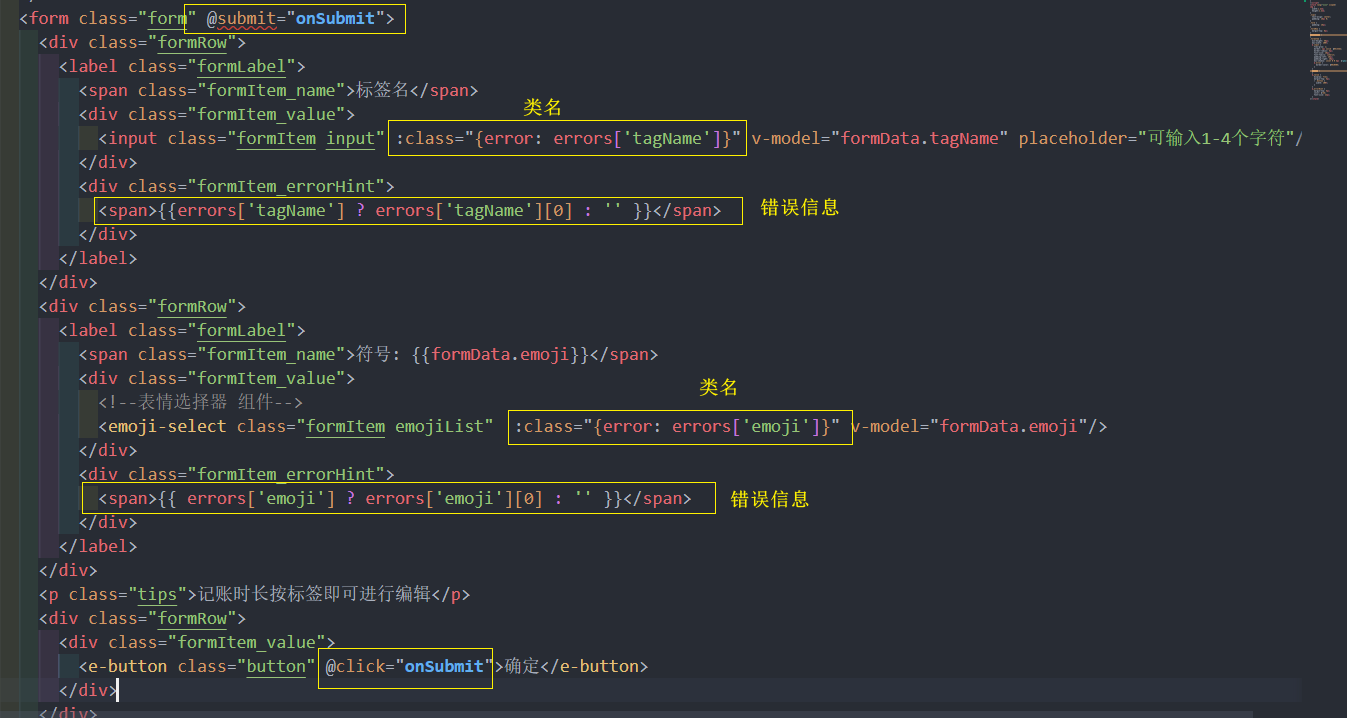 <form class="form" @submit="onSubmit">
<div class="formRow">
<label class="formLabel">
<span class="formItem_name">标签名</span>
<div class="formItem_value">
类名
<input class="formItem input" :class="{error: errors['tagName']}" v-model="formData.tagName" placeholder="可输入1-4个字符"/
</div>
<div class="formItem_errorHint">
<span>{{errors['tagName'] ? errors['tagName'][0] : '' }}</span> 错误信息
</div>
</label>
</div>
<div class="formRow">
<label class="formLabel">
<span class="formItem_name">符号: {{formData.emoji}}</span>
<div class="formItem_value">
类名
<!--表情选择器 组件-->
<emoji-select class="formItem emojiList" :class="{error: errors['emoji']}" v-model="formData.emoji"/>
</div>
<div class="formItem_errorHint">
<span>{{ errors['emoji'] ? errors['emoji'][0] : '' }}</span> 错误信息
</div>
</label>
</div>
<p class="tips">记账时长按标签即可进行编辑</p>
<div class="formRow">
<div class="formItem_value">
<e-button class="button" @click="onSubmit">确定</e-button>
</div>
</div>